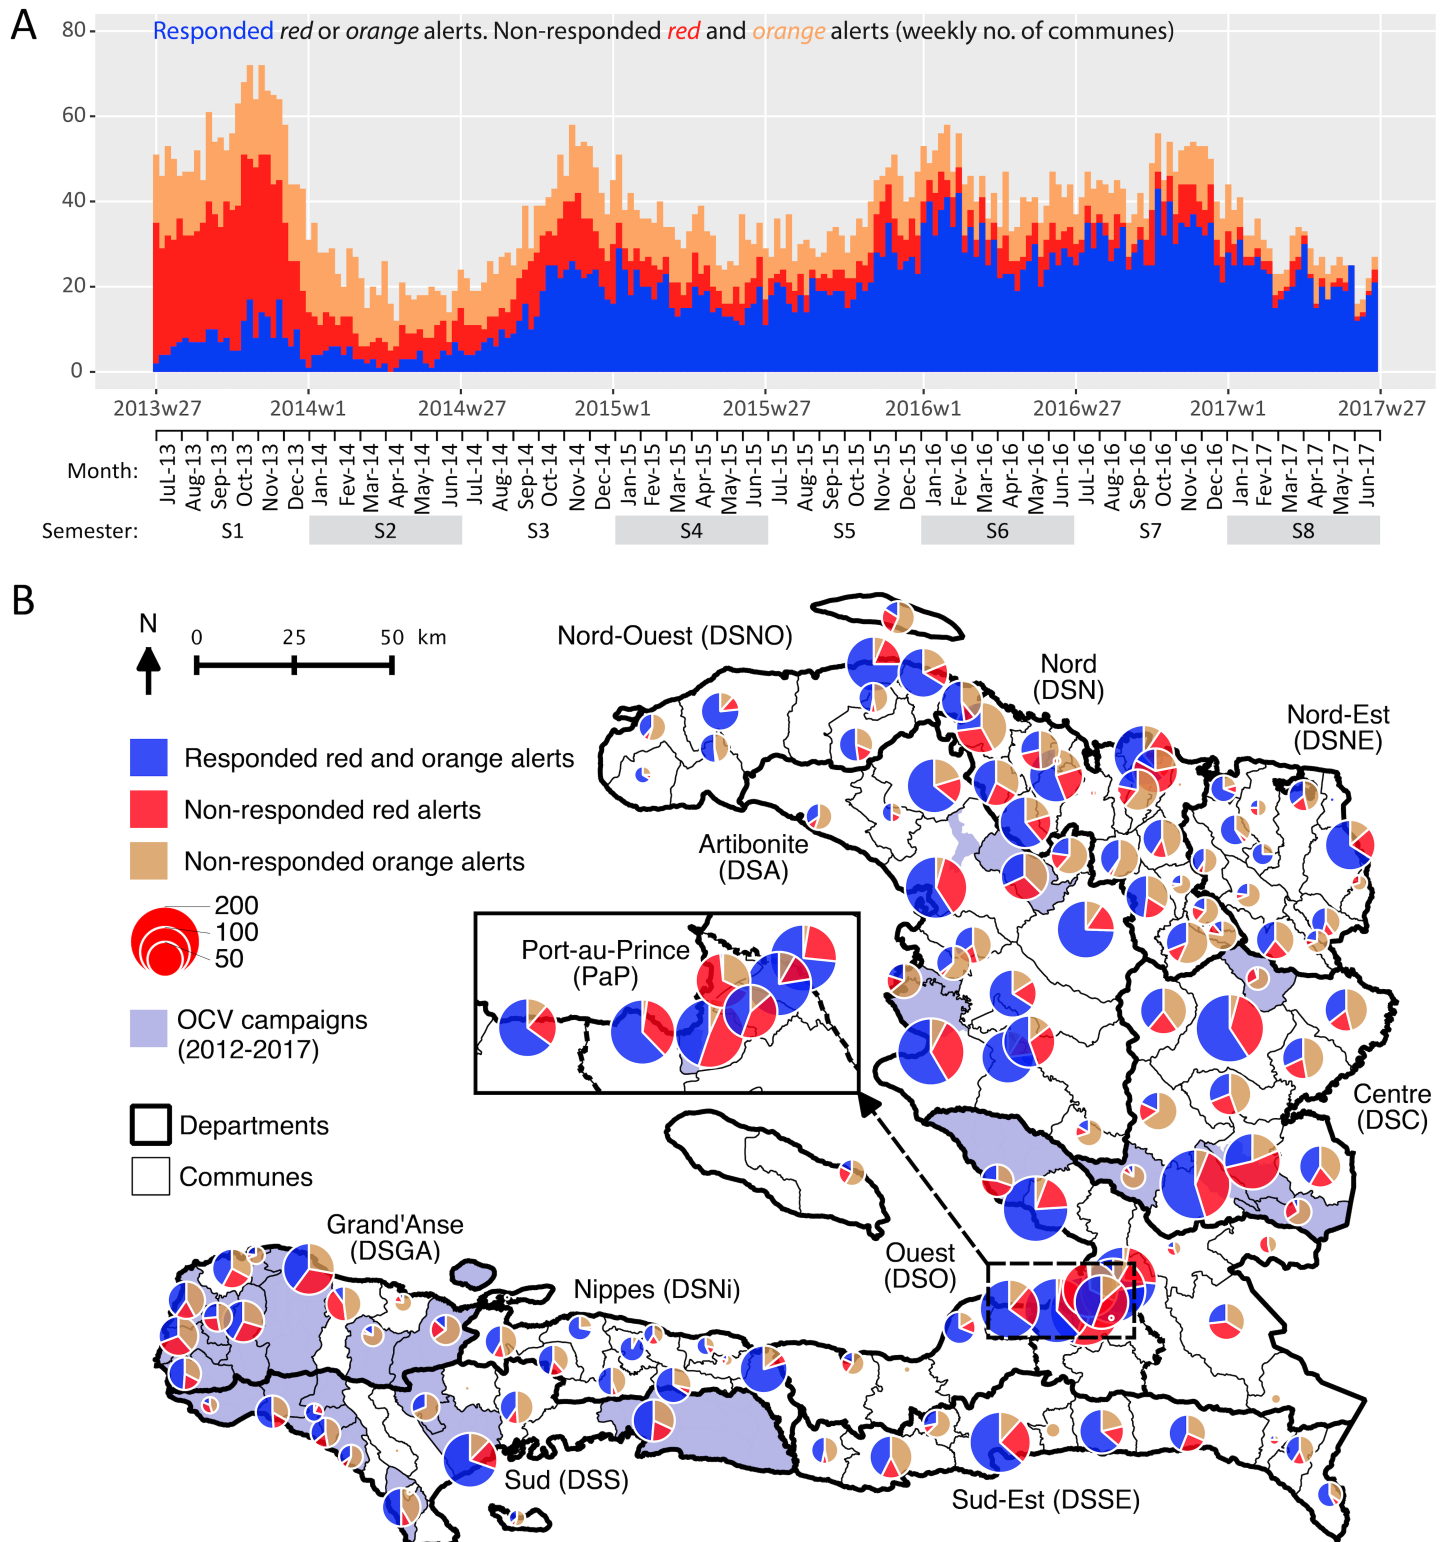 A
Responded red or orange alerts. Non-responded red and orange alerts (weekly no. of communes)
80
60
40
20
0
2013w27 2014w1 2014w27 2015w1 2015w27 2016w1 2016w27 2017w1 2017w27
Month: JuL-13 Aug-13 Sep-13 Oct-13 Nov-13 Dec-13 Jan-14 Fev-14 Mar-14 Apr-14 May-14 Jun-14 JuL-14 Aug-14 Sep-14 Oct-14 Nov-14 Dec-14 Jan-15 Fev-15 Mar-15 Apr-15 May-15 Jun-15 JuL-15 Aug-15 Sep-15 Oct-15 Nov-15 Dec-15 Jan-16 Fev-16 Mar-16 Apr-16 May-16 Jun-16 JuL-16 Aug-16 Sep-16 Oct-16 Nov-16 Dec-16 Jan-17 Fev-17 Mar-17 Apr-17 May-17 Jun-17
Semester: S1 S2 S3 S4 S5 S6 S7 S8
B
N
0 25 50 km
Nord-Ouest (DSNO)
Nord
(DSN)
Nord-Est
(DSNE)
Responded red and orange alerts
Non-responded red alerts
Non-responded orange alerts
Artibonite
(DSA)
200
100
50
Port-au-Prince
(PaP)
OCV campaigns
(2012-2017)
Centre
(DSC)
Departments
Communes
Grand'Anse
(DSGA)
Ouest
(DSO)
Nippes (DSNi)
Sud (DSS)
Sud-Est (DSSE)